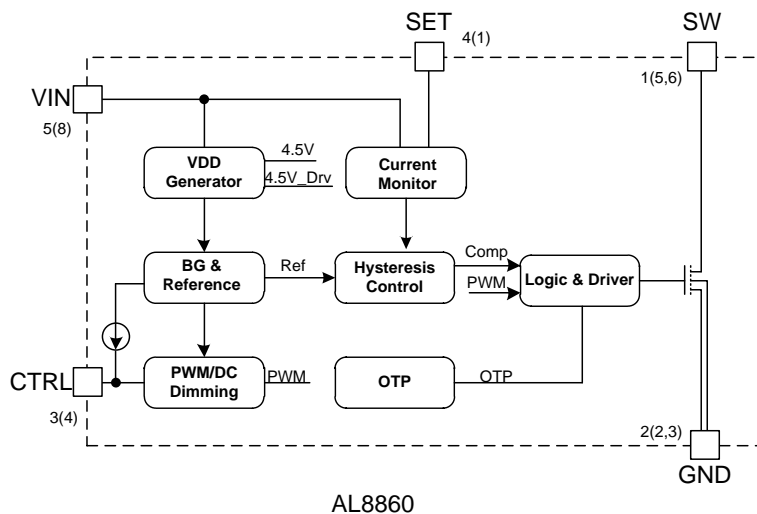 SET
4(1)
SW
1(5,6)
VIN
5(8)
VDD
Generator
4.5V
4.5V_Drv
Current
Monitor
BG &
Reference
Ref
Hysteresis
Control
Comp
PWM
Logic & Driver
CTRL
3(4)
PWM/DC
Dimming
PWM
OTP
OTP
2(2,3)
GND
AL8860